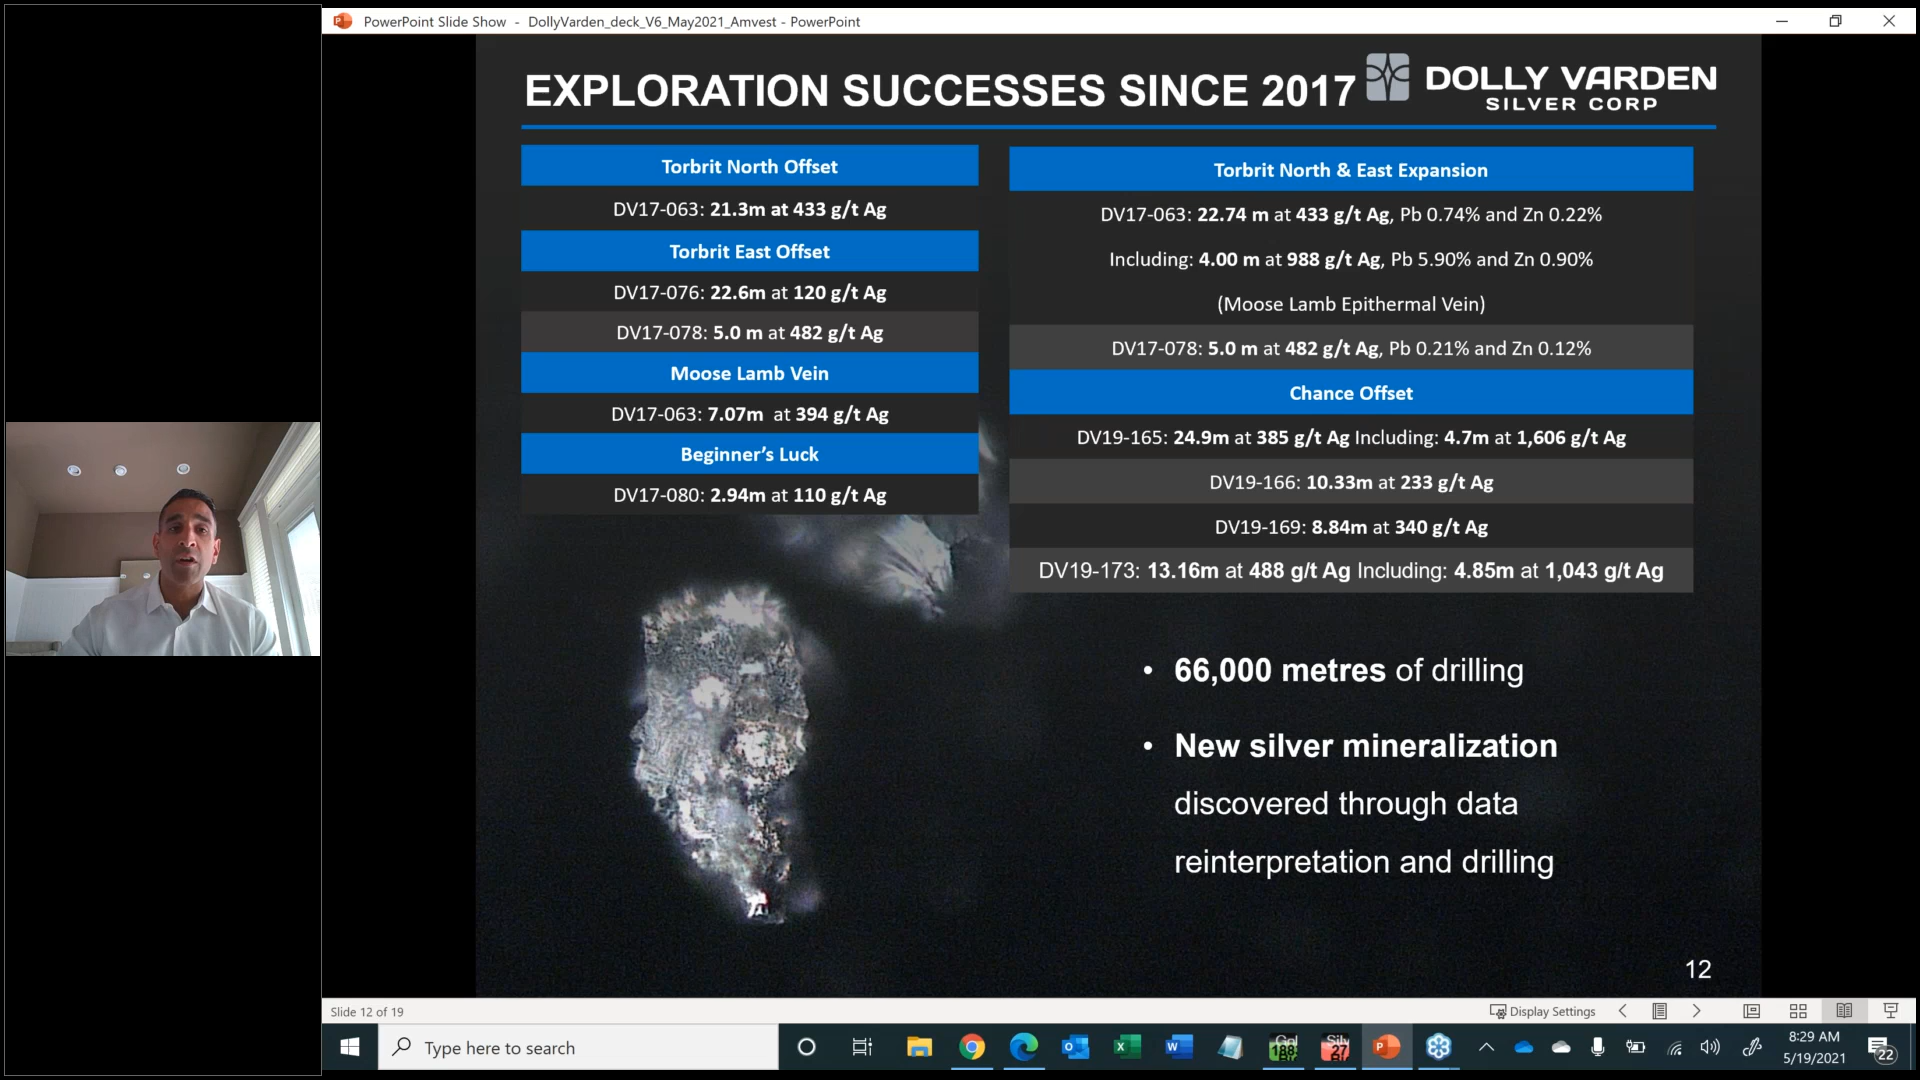 PowerPoint Slide Show - DollyVarden_deck_V6_May2021_Amvest - PowerPoint
EXPLORATION SUCCESSES SINCE 2017
DOLLY VARDEN
SILVER CORP
Torbrit North Offset
DV17-063: 21.3m at 433 g/t Ag
Torbrit East Offset
DV17-076: 22.6m at 120 g/t Ag
DV17-078: 5.0 m at 482 g/t Ag
Moose Lamb Vein
DV17-063: 7.07m at 394 g/t Ag
Beginner’s Luck
DV17-080: 2.94m at 110 g/t Ag
Torbrit North & East Expansion
DV17-063: 22.74 m at 433 g/t Ag, Pb 0.74% and Zn 0.22%
Including: 4.00 m at 988 g/t Ag, Pb 5.90% and Zn 0.90%
(Moose Lamb Epithermal Vein)
DV17-078: 5.0 m at 482 g/t Ag, Pb 0.21% and Zn 0.12%
Chance Offset
DV19-165: 24.9m at 385 g/t Ag Including: 4.7m at 1,606 g/t Ag
DV19-166: 10.33m at 233 g/t Ag
DV19-169: 8.84m at 340 g/t Ag
DV19-173: 13.16m at 488 g/t Ag Including: 4.85m at 1,043 g/t Ag
• 66,000 metres of drilling
• New silver mineralization
discovered through data
reinterpretation and drilling
12
Slide 12 of 19
Display Settings
Type here to search
8:29 AM
5/19/2021
22